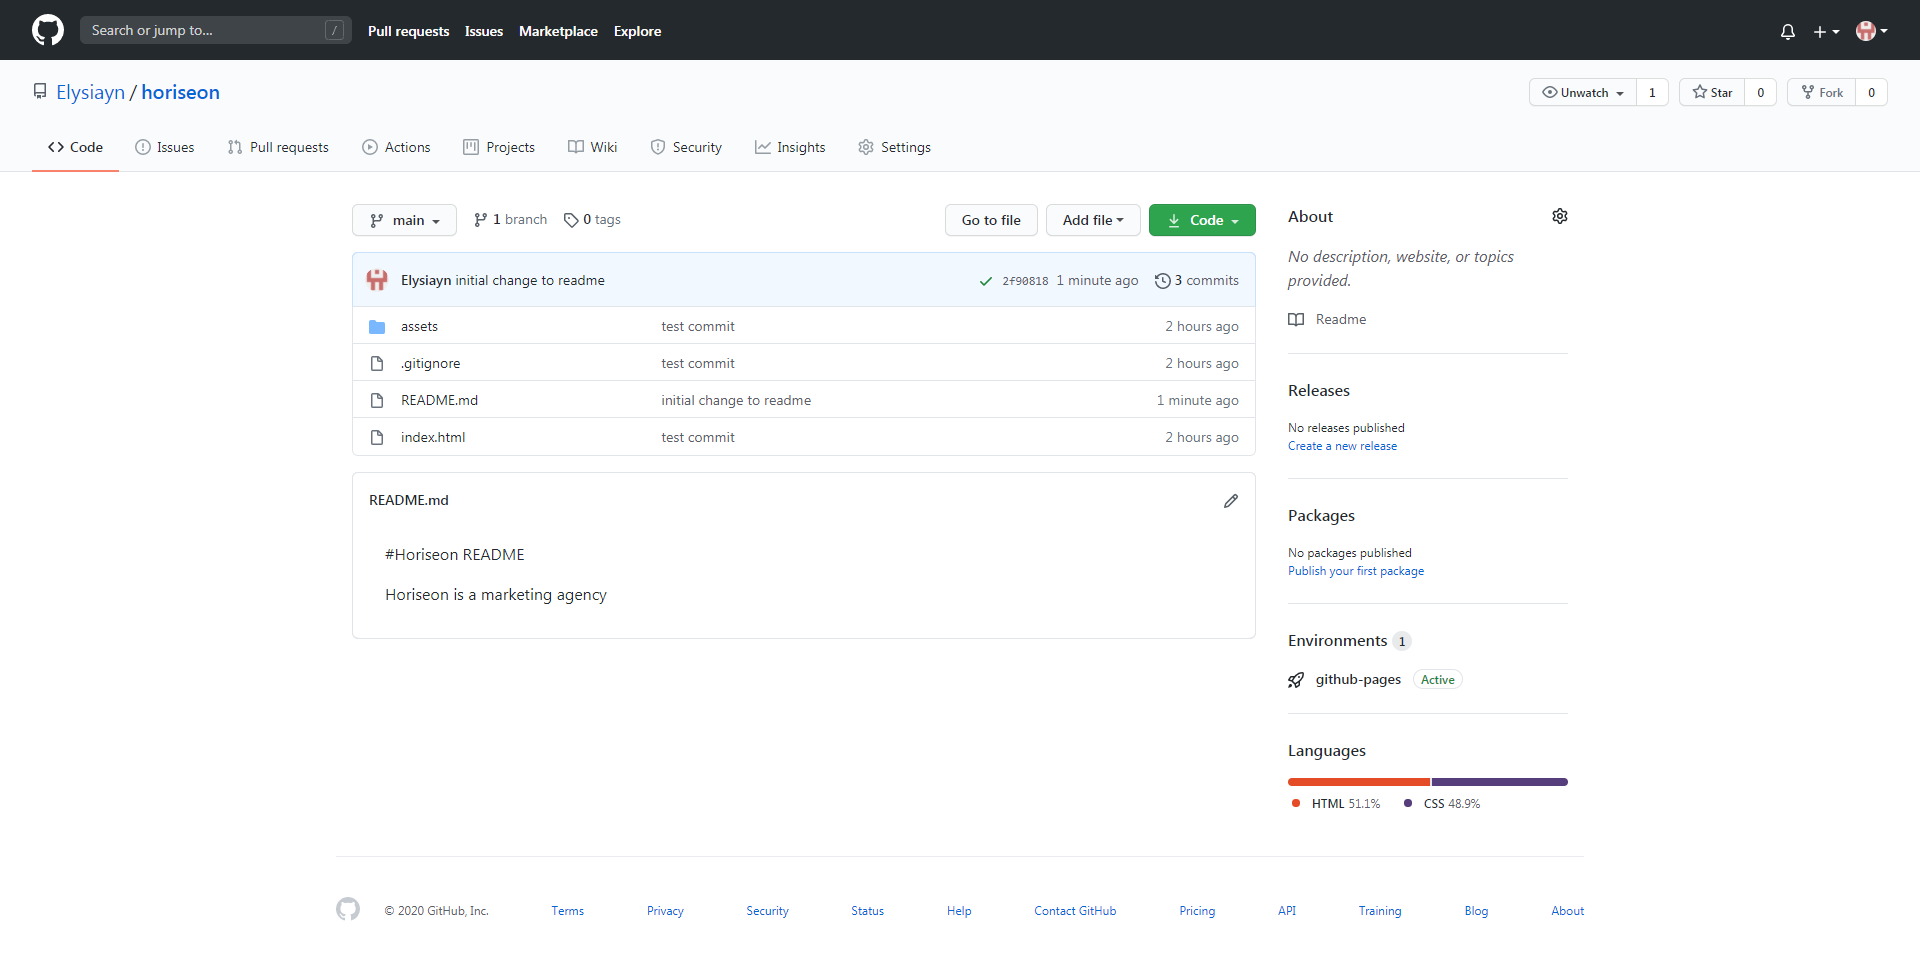 Search or jump to... / Pull requests Issues Marketplace Explore
Elysiayn / horiseon Unwatch 1 Star 0 Fork 0
Code Issues Pull requests Actions Projects Wiki Security Insights Settings
main 1 branch 0 tags Go to file Add file Code
Elysiayn initial change to readme 2f90818 1 minute ago 3 commits
assets test commit 2 hours ago
.gitignore test commit 2 hours ago
README.md initial change to readme 1 minute ago
index.html test commit 2 hours ago
README.md
#Horiseon README
Horiseon is a marketing agency
About
No description, website, or topics
provided.
Readme
Releases
No releases published
Create a new release
Packages
No packages published
Publish your first package
Environments 1
github-pages Active
Languages
HTML 51.1% CSS 48.9%
© 2020 GitHub, Inc. Terms Privacy Security Status Help Contact GitHub Pricing API Training Blog About